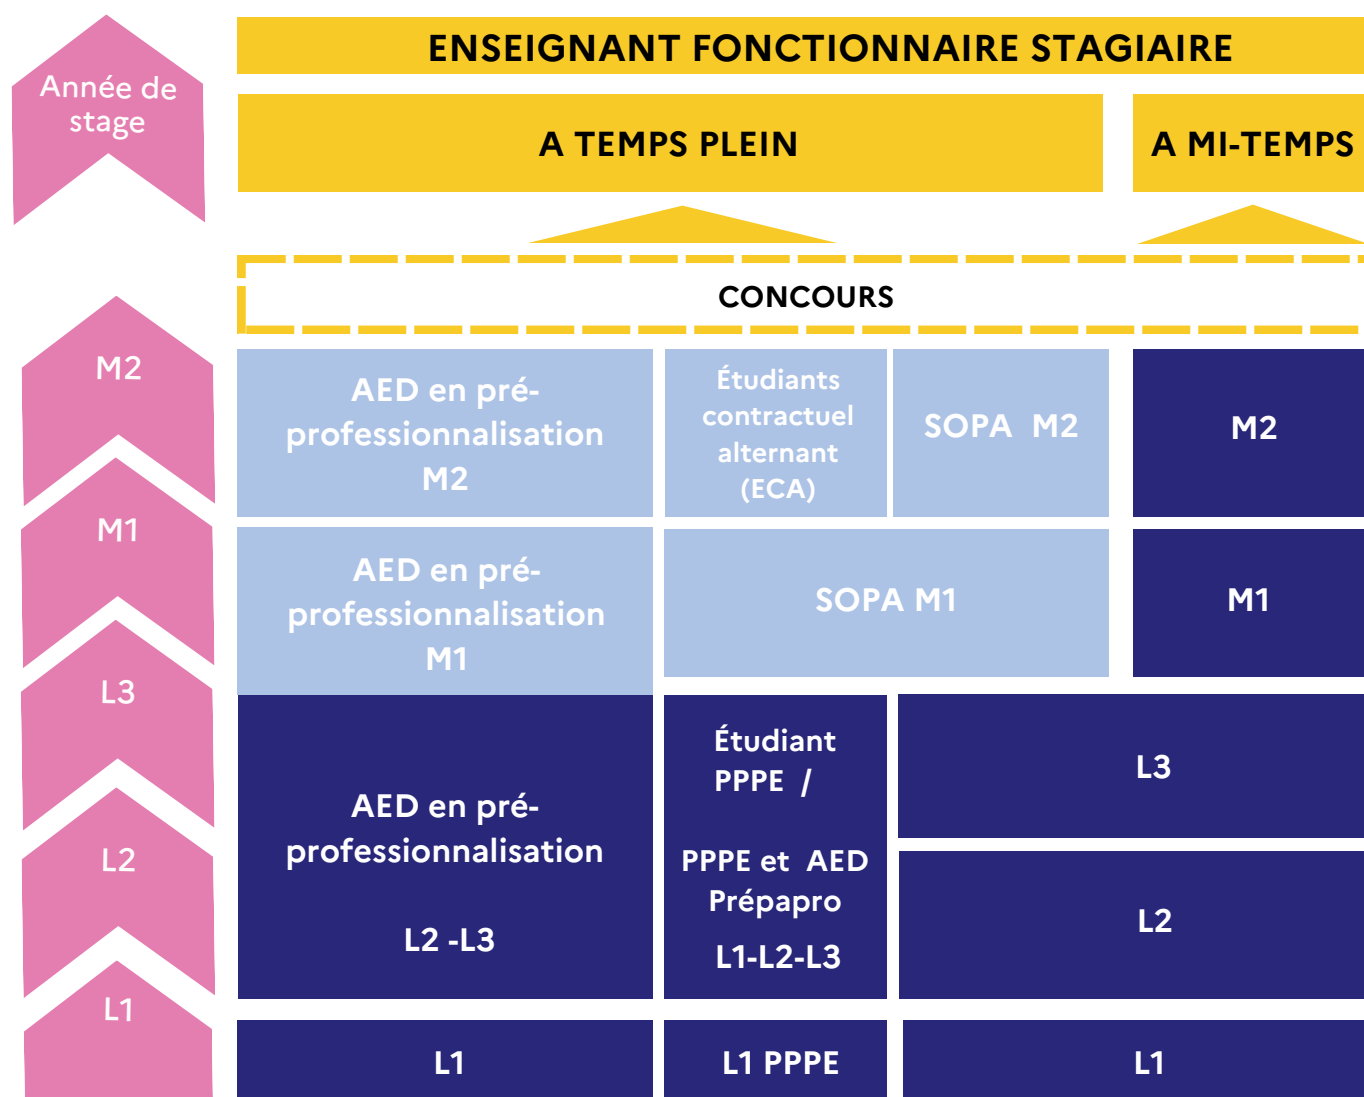 ENSEIGNANT FONCTIONNAIRE STAGIAIRE
Année de
stage
A TEMPS PLEIN
A MI-TEMPS
CONCOURS
M2
AED en pré-
professionnalisation
M2
Étudiants
contractuel
alternant
(ECA)
SOPA M2
M2
M1
AED en pré-
professionnalisation
M1
SOPA M1
M1
L3
L2
AED en pré-
professionnalisation
L2 -L3
Étudiant
PPPE /
PPPE et AED
Prépapro
L1-L2-L3
L3
L2
L1
L1
L1 PPPE
L1